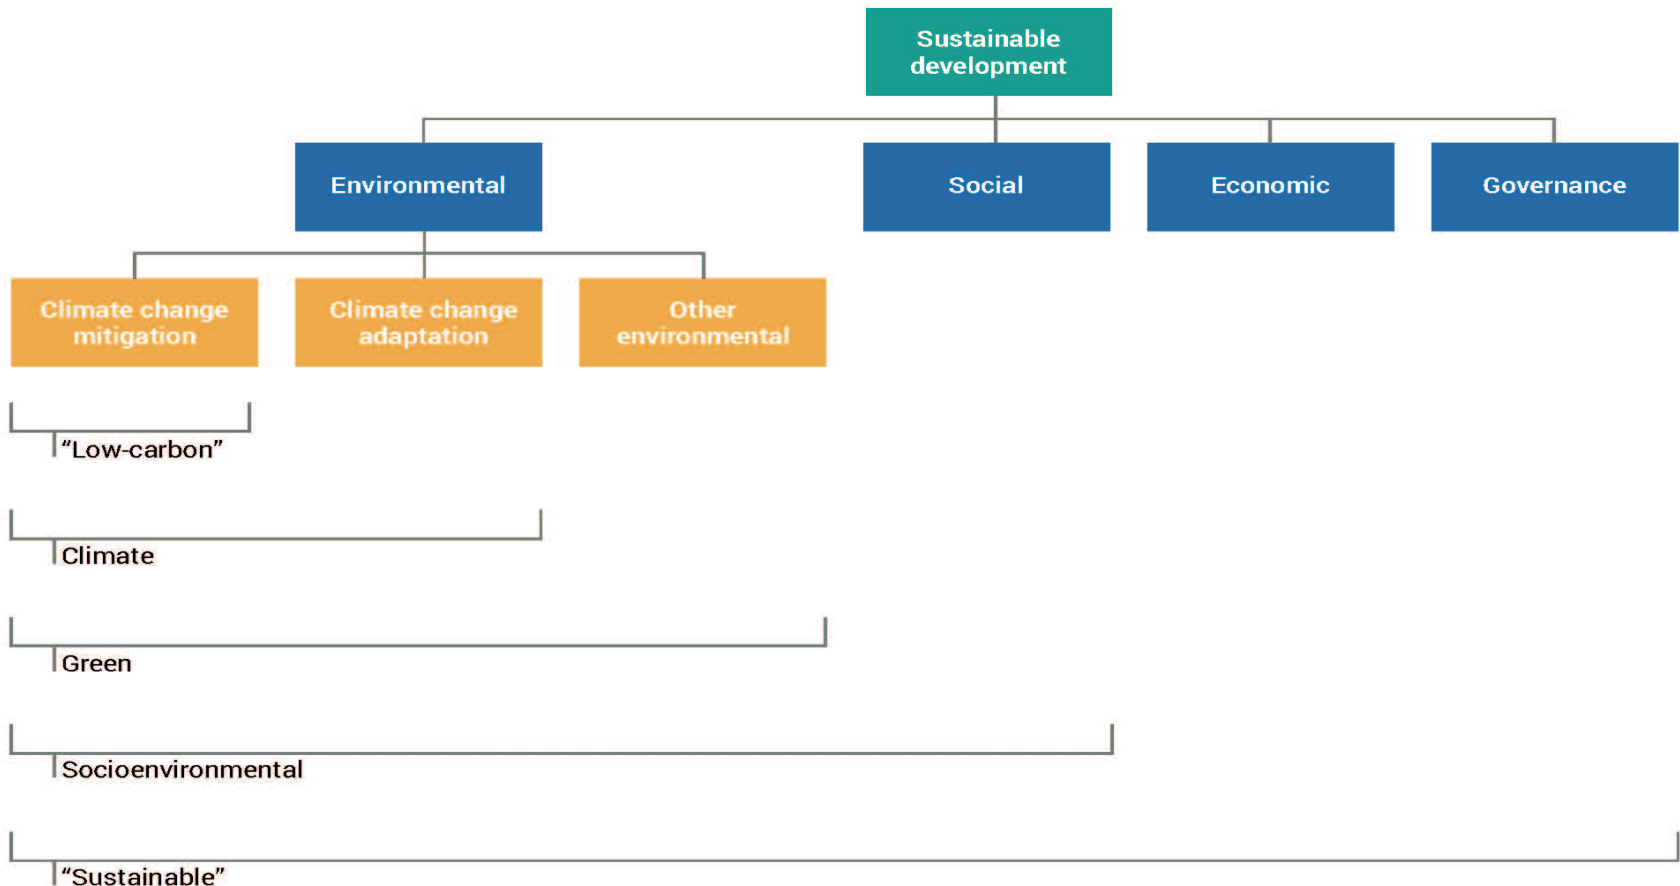 Sustainable
development
Environmental
Social
Economic
Governance
Climate change
mitigation
Climate change
adaptation
Other
environmental
“Low-carbon”
Climate
Green
Socioenvironmental
“Sustainable”